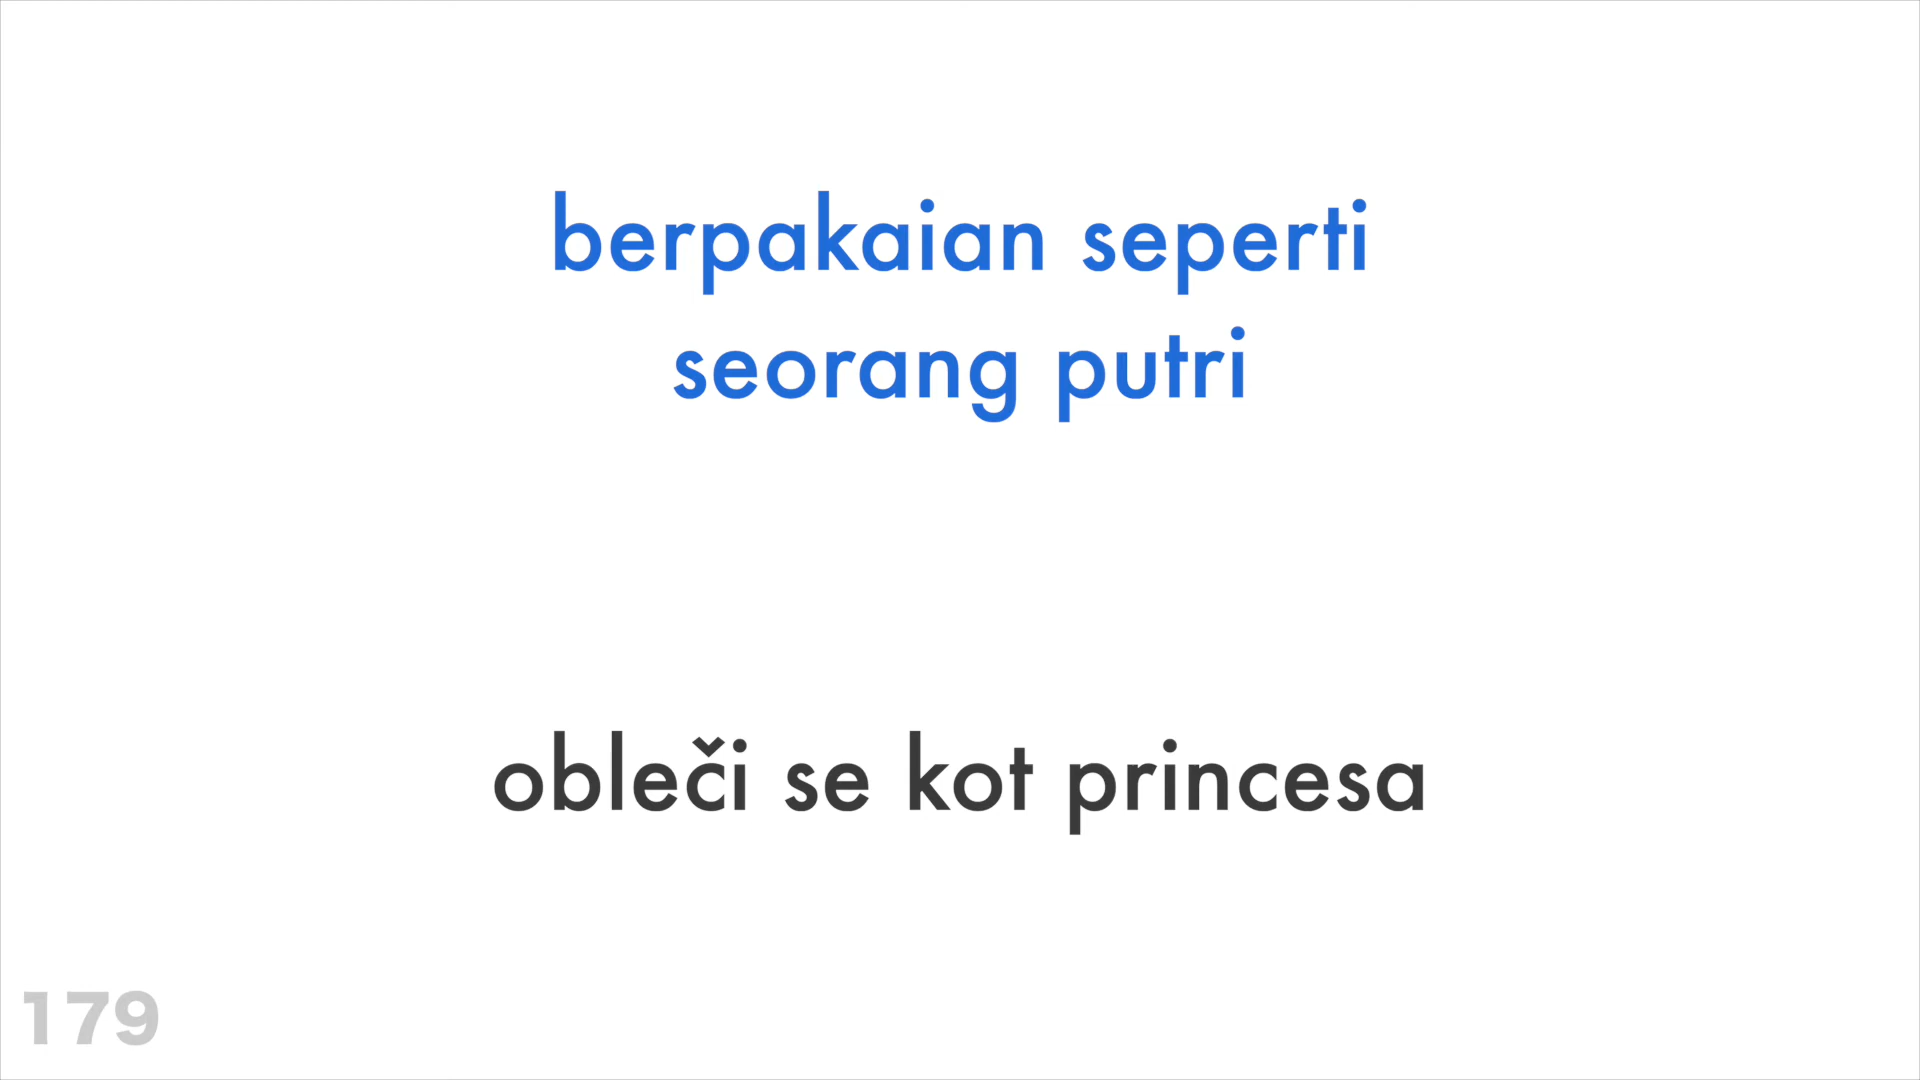 berpakaian seperti
seorang putri
obleči se kot princesa
179